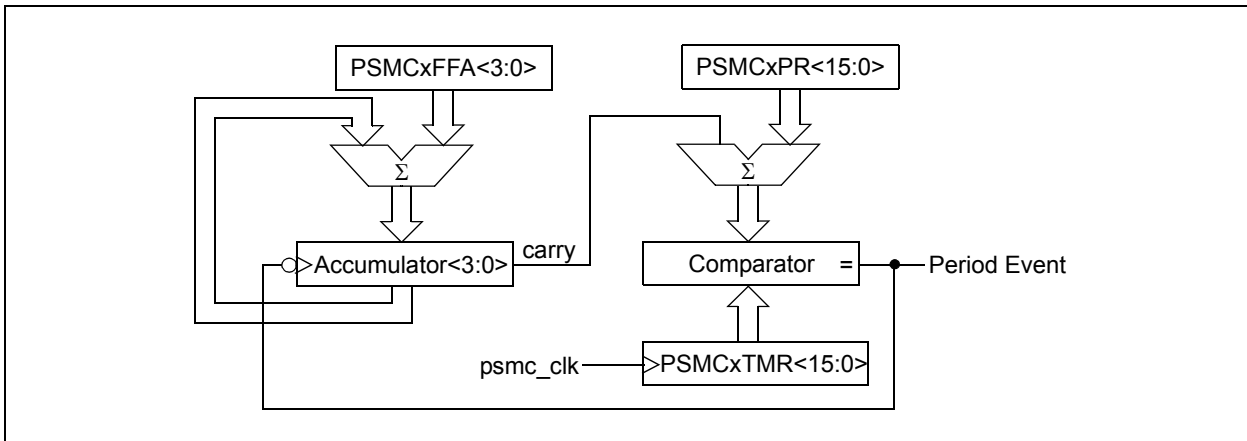 PSMCxFFA<3:0>
PSMCxPR<15:0>
Σ
Σ
Accumulator<3:0>
carry
Comparator =
Period Event
psmc_clk
PSMCxTMR<15:0>